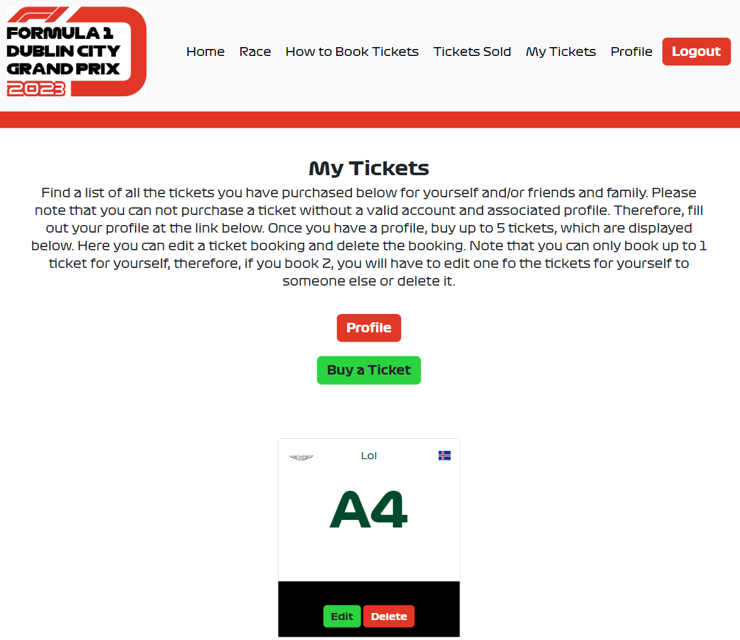 FORMULA 1
DUBLIN CITY
GRAND PRIX
2023
Home Race How to Book Tickets Tickets Sold My Tickets Profile Logout
My Tickets
Find a list of all the tickets you have purchased below for yourself and/or friends and family. Please
note that you can not purchase a ticket without a valid account and associated profile. Therefore, fill
out your profile at the link below. Once you have a profile, buy up to 5 tickets, which are displayed
below. Here you can edit a ticket booking and delete the booking. Note that you can only book up to 1
ticket for yourself, therefore, if you book 2, you will have to edit one fo the tickets for yourself to
someone else or delete it.
Profile
Buy a Ticket
Lol
A4
Edit Delete